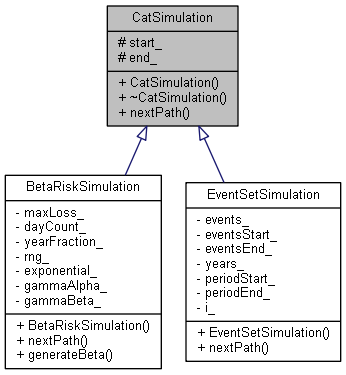 CatSimulation
# start_
# end_
+ CatSimulation()
+ ~CatSimulation()
+ nextPath()
BetaRiskSimulation
- maxLoss_
- dayCount_
- yearFraction_
- rng_
- exponential_
- gammaAlpha_
- gammaBeta_
+ BetaRiskSimulation()
+ nextPath()
+ generateBeta()
EventSetSimulation
- events_
- eventsStart_
- eventsEnd_
- years_
- periodStart_
- periodEnd_
- i_
+ EventSetSimulation()
+ nextPath()